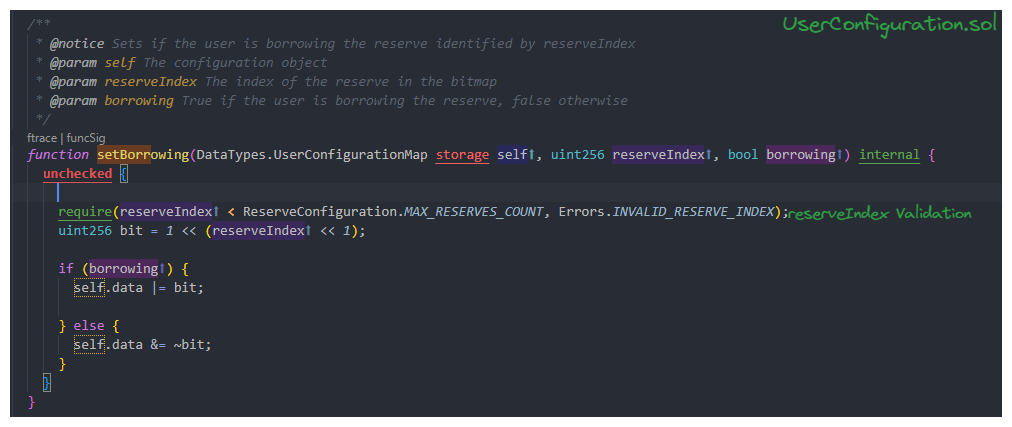 /**
UserConfiguration.sol
* @notice Sets if the user is borrowing the reserve identified by reserveIndex
* @param self The configuration object
* @param reserveIndex The index of the reserve in the bitmap
* @param borrowing True if the user is borrowing the reserve, false otherwise
*/
ftrace | funcSig
function setBorrowing(DataTypes.UserConfigurationMap storage self↑, uint256 reserveIndex↑, bool borrowing↑) internal {
unchecked {
require(reserveIndex↑ < ReserveConfiguration.MAX_RESERVES_COUNT, Errors.INVALID_RESERVE_INDEX); reserveIndex Validation
uint256 bit = 1 << (reserveIndex↑ << 1);
if (borrowing↑) {
self.data |= bit;
} else {
self.data &= ~bit;
}
}
}